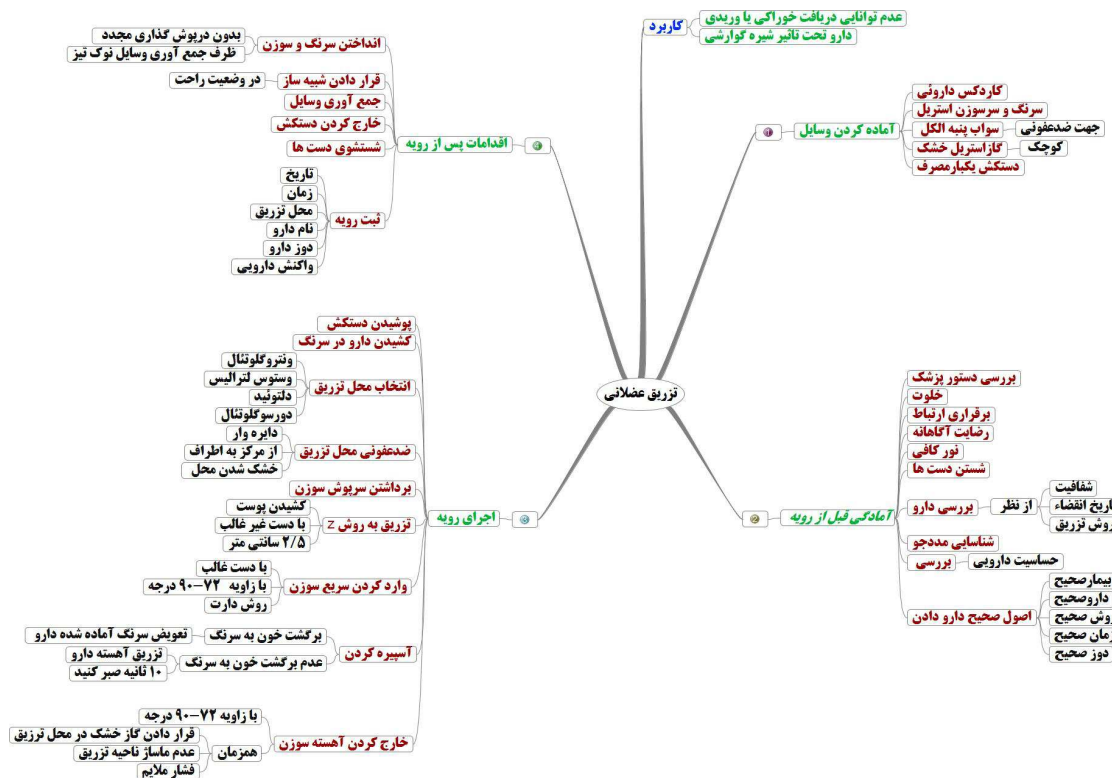 تزریق عضلانی
کاربرد
عدم توانایی دریافت خوراکی یا وریدی
دارو تحت تاثیر شیره گوارشی
آماده کردن وسایل
کاردکس داروئی
سرنگ و سرسوزن استریل
سواب پنبه الکل
جهت ضدعفونی
گازاستریل خشک
کوچک
دستکش یکبارمصرف
آمادگی قبل از رویه
بررسی دستور پزشک
خلوت
برقراری ارتباط
رضایت آگاهانه
نور کافی
شستن دست ها
بررسی دارو
از نظر
شفافیت
تاریخ انقضاء
روش تزریق
شناسایی مددجو
بررسی
حساسیت دارویی
اصول صحیح دارو دادن
بیمارصحیح
داروصحیح
روش صحیح
زمان صحیح
دوز صحیح
اجرای رویه
پوشیدن دستکش
کشیدن دارو در سرنگ
انتخاب محل تزریق
ونتروگلوتئال
وستوس لترالیس
دلتوئید
دورسوگلوتئال
ضدعفونی محل تزریق
دایره وار
از مرکز به اطراف
خشک شدن محل
برداشتن سرپوش سوزن
تزریق به روش z
کشیدن پوست
با دست غیر غالب
۲/۵ سانتی متر
وارد کردن سریع سوزن
با دست غالب
با زاویه ۷۲-۹۰ درجه
روش دارت
آسپیره کردن
برگشت خون به سرنگ
تعویض سرنگ آماده شده دارو
عدم برگشت خون به سرنگ
تزریق آهسته دارو
۱۰ ثانیه صبر کنید
خارج کردن آهسته سوزن
با زاویه ۷۲-۹۰ درجه
همزمان
قرار دادن گاز خشک در محل ترزیق
عدم ماساژ ناحیه تزریق
فشار ملایم
اقدامات پس از رویه
انداختن سرنگ و سوزن
بدون درپوش گذاری مجدد
ظرف جمع آوری وسایل نوک تیز
قرار دادن شبیه ساز
در وضعیت راحت
جمع آوری وسایل
خارج کردن دستکش
شستشوی دست ها
ثبت رویه
تاریخ
زمان
محل تزریق
نام دارو
دوز دارو
واکنش دارویی